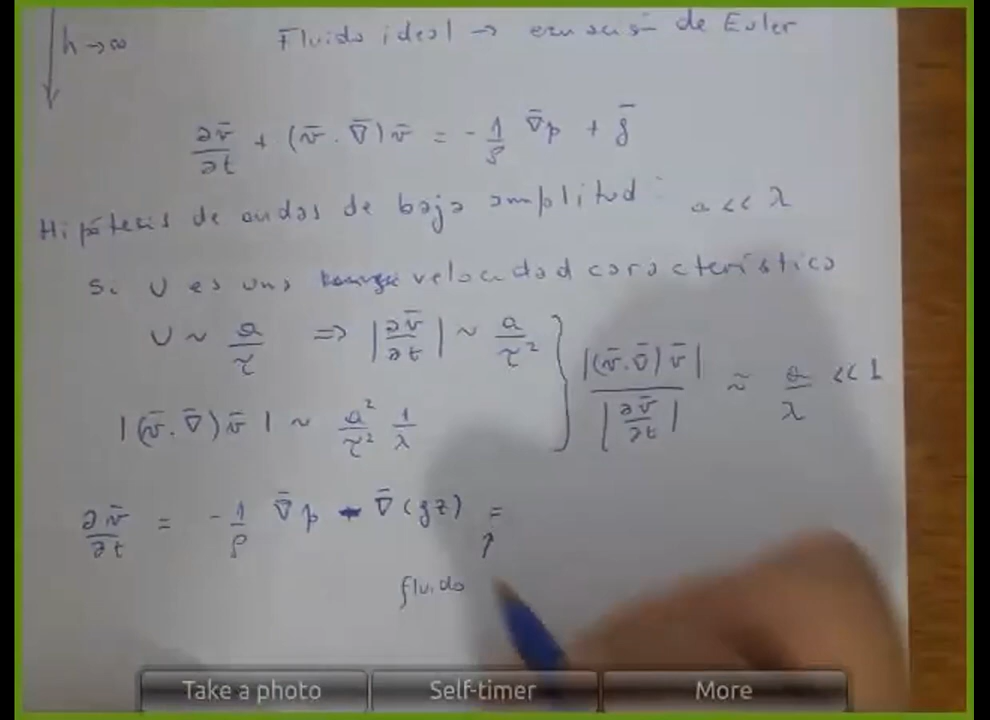 h → ∞
Fluido ideal → ecuación de Euler
∂v̄/∂t + (v̄ . ∇̄) v̄ = - 1/ρ ∇̄p + ḡ
Hipótesis de ondas de baja amplitud : a << λ
Si U es una velocidad característica
U ~ a/τ ⇒ |∂v̄/∂t| ~ a/τ²
|(v̄ . ∇̄) v̄| ~ a²/τ² 1/λ
|(v̄ . ∇̄) v̄| / |∂v̄/∂t| ≈ a/λ << 1
∂v̄/∂t = - 1/ρ ∇̄p - ∇̄(gz) =
↑
fluido
Take a photo
Self-timer
More